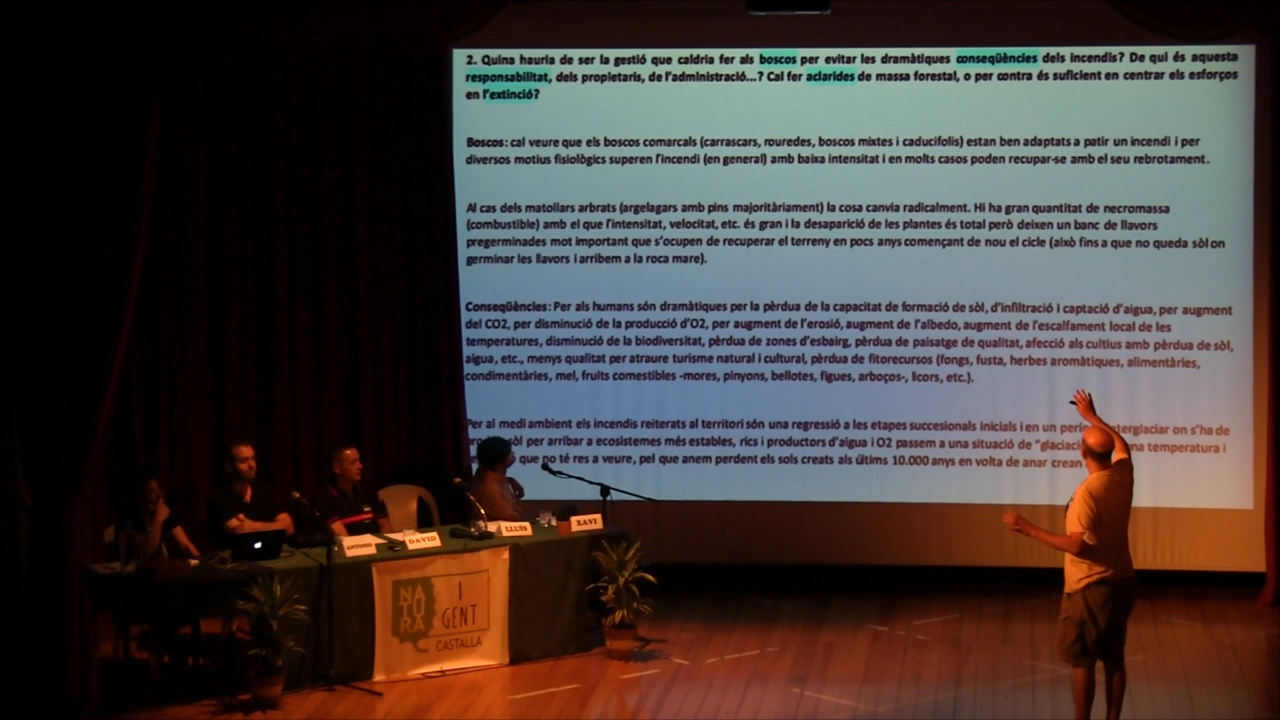 2. Quina hauria de ser la gestió que caldria fer als boscos per evitar les dramàtiques conseqüències dels incendis? De qui és aquesta
responsabilitat, dels propietaris, de l'administració...? Cal fer aclarides de massa forestal, o per contra és suficient en centrar els esforços
en l'extinció?
Boscos: cal veure que els boscos comarcals (carrascars, rouredes, boscos mixtes i caducifolis) estan ben adaptats a patir un incendi i per
diversos motius fisiològics superen l'incendi (en general) amb baixa intensitat i en molts casos poden recupar-se amb el seu rebrotament.
Al cas dels matollars arbrats (argelagars amb pins majoritàriament) la cosa canvia radicalment. Hi ha gran quantitat de necromassa
(combustible) amb el que l'intensitat, velocitat, etc. és gran i la desaparició de les plantes és total però deixen un banc de llavors
pregerminades mot important que s'ocupen de recuperar el terreny en pocs anys començant de nou el cicle (això fins a que no queda sòl on
germinar les llavors i arribem a la roca mare).
Conseqüències: Per als humans són dramàtiques per la pèrdua de la capacitat de formació de sòl, d'infiltració i captació d'aigua, per augment
del CO2, per disminució de la producció d'O2, per augment de l'erosió, augment de l'albedo, augment de l'escalfament local de les
temperatures, disminució de la biodiversitat, pèrdua de zones d'esbairg, pèrdua de paisatge de qualitat, afecció als cultius amb pèrdua de sòl,
aigua, etc., menys qualitat per atraure turisme natural i cultural, pèrdua de fitorecursos (fongs, fusta, herbes aromàtiques, alimentàries,
condimentàries, mel, fruits comestibles -mores, pinyons, bellotes, figues, arboços-, licors, etc.).
Per al medi ambient els incendis reiterats al territori són una regressió a les etapes successionals inicials i en un interglaciar on s'ha de
sòl per arribar a ecosistemes més estables, rics i productors d'aigua i O2 passem a una situació de temperatura i
que no té res a veure, pel que anem perdent els sols creats als últims 10.000 anys en volta de anar crean
ANTONIO
DAVID
LLUÍS
XAVI
NATURA
I
GENT
CASTALLA